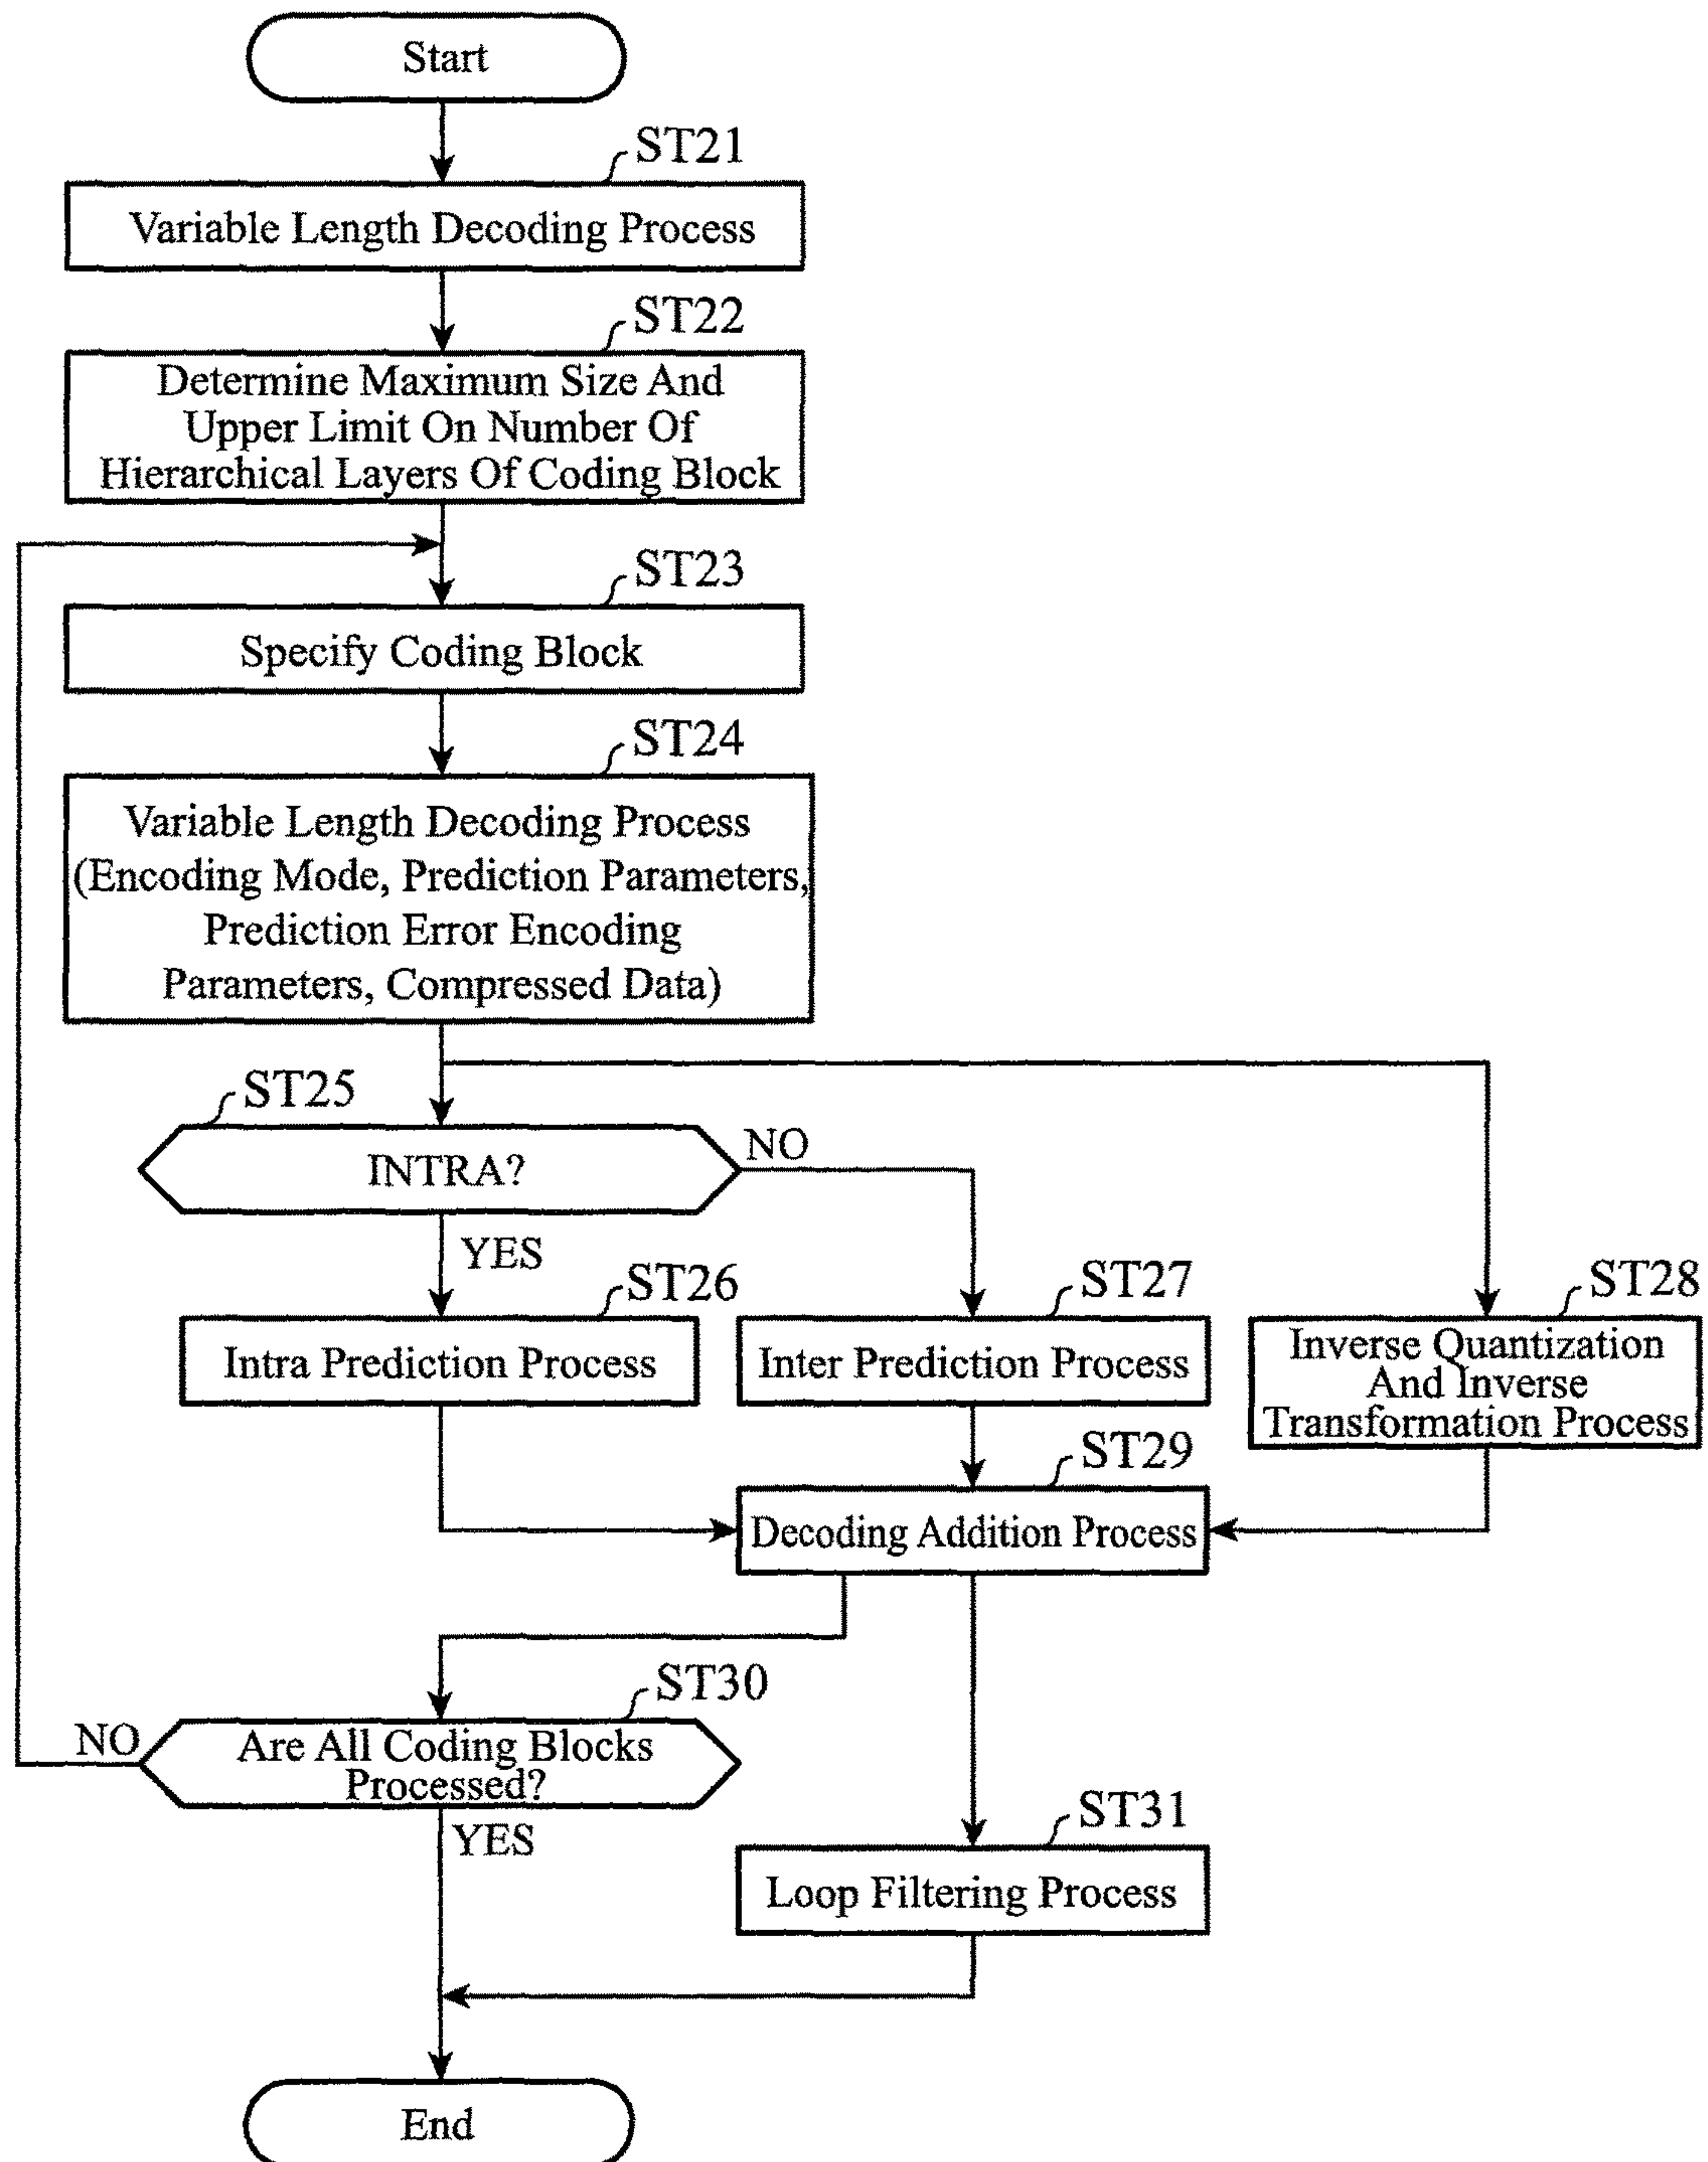 Start
ST21
Variable Length Decoding Process
ST22
Determine Maximum Size And
Upper Limit On Number Of
Hierarchical Layers Of Coding Block
ST23
Specify Coding Block
ST24
Variable Length Decoding Process
(Encoding Mode, Prediction Parameters,
Prediction Error Encoding
Parameters, Compressed Data)
ST25
INTRA?
NO
YES
ST26
Intra Prediction Process
ST27
Inter Prediction Process
ST28
Inverse Quantization
And Inverse
Transformation Process
ST29
Decoding Addition Process
ST30
Are All Coding Blocks
Processed?
NO
YES
ST31
Loop Filtering Process
End